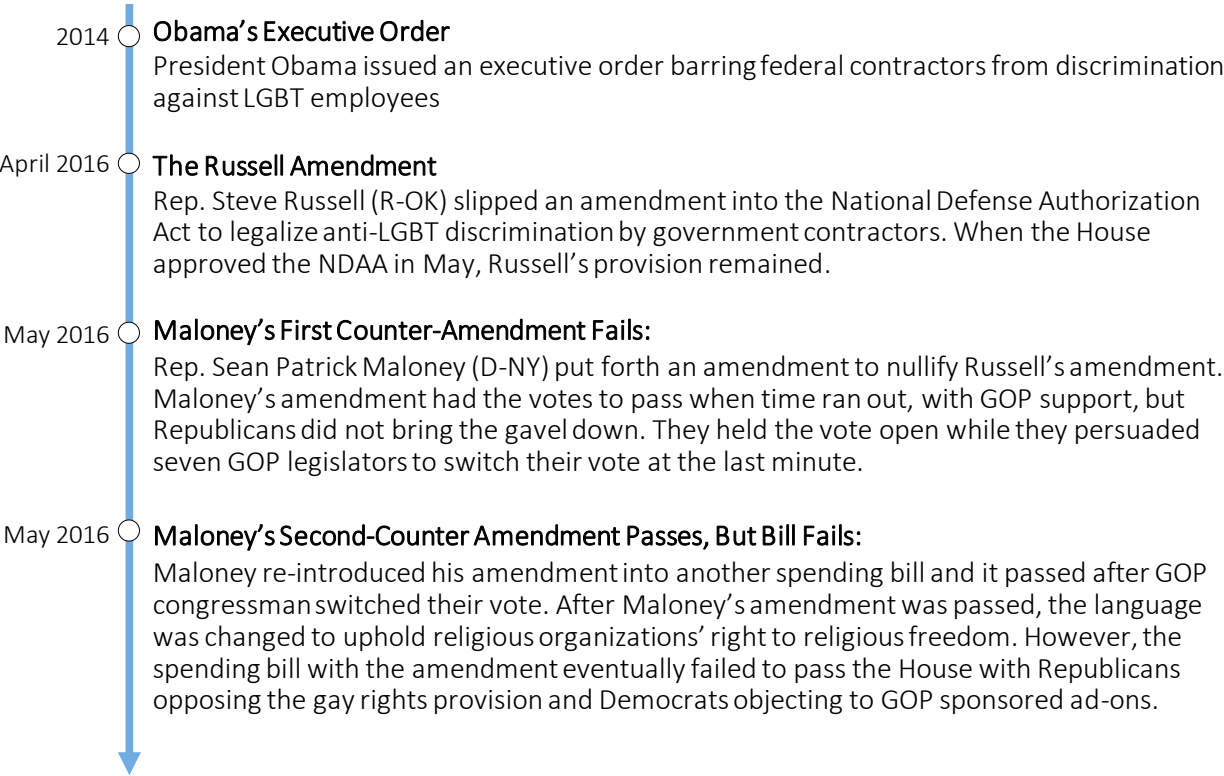 2014
Obama's Executive Order
President Obama issued an executive order barring federal contractors from discrimination
against LGBT employees
April 2016
The Russell Amendment
Rep. Steve Russell (R-OK) slipped an amendment into the National Defense Authorization
Act to legalize anti-LGBT discrimination by government contractors. When the House
approved the NDAA in May, Russell's provision remained.
May 2016
Maloney's First Counter-Amendment Fails:
Rep. Sean Patrick Maloney (D-NY) put forth an amendment to nullify Russell's amendment.
Maloney's amendment had the votes to pass when time ran out, with GOP support, but
Republicans did not bring the gavel down. They held the vote open while they persuaded
seven GOP legislators to switch their vote at the last minute.
May 2016
Maloney's Second-Counter Amendment Passes, But Bill Fails:
Maloney re-introduced his amendment into another spending bill and it passed after GOP
congressman switched their vote. After Maloney's amendment was passed, the language
was changed to uphold religious organizations' right to religious freedom. However, the
spending bill with the amendment eventually failed to pass the House with Republicans
opposing the gay rights provision and Democrats objecting to GOP sponsored ad-ons.